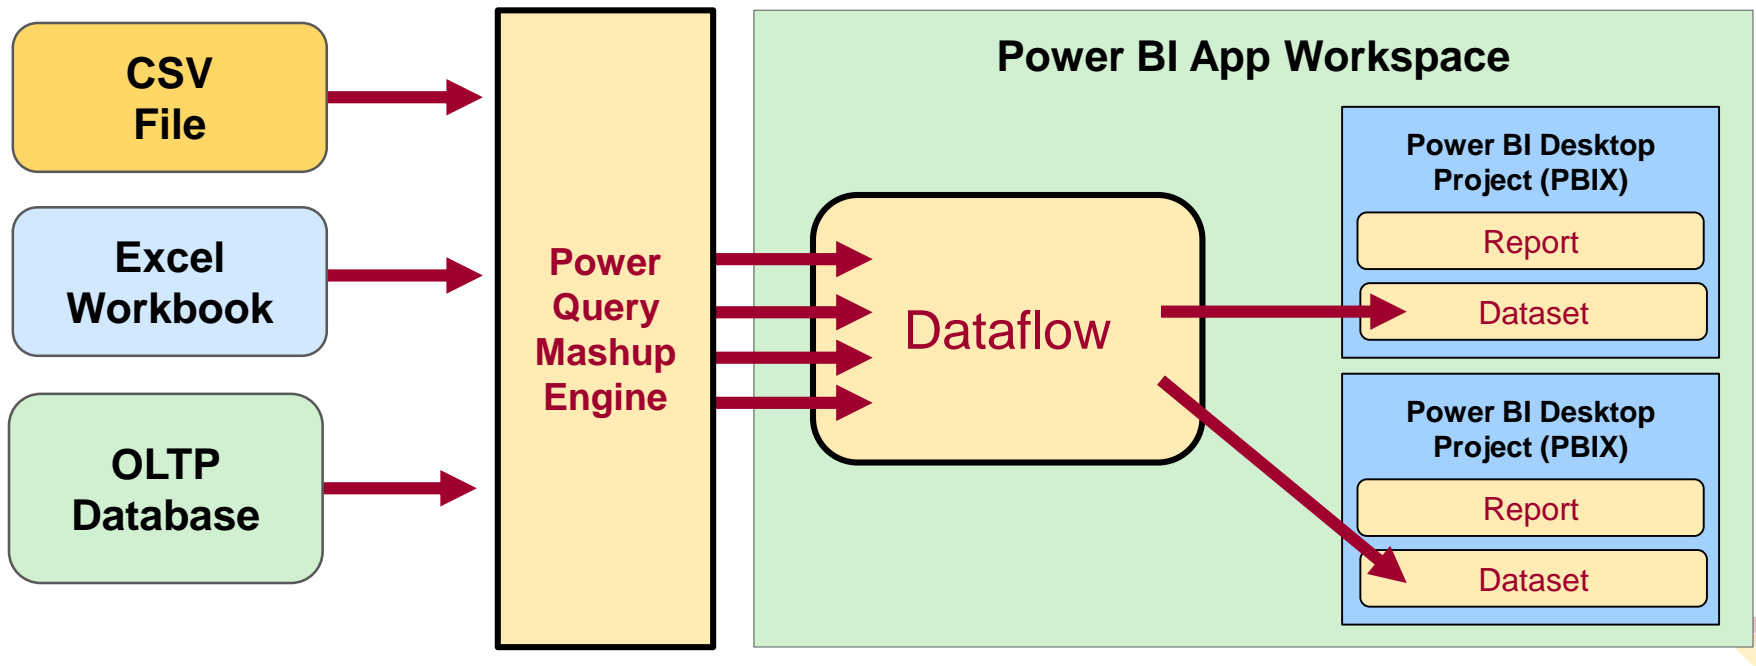 CSV
File
Excel
Workbook
OLTP
Database
Power
Query
Mashup
Engine
Power BI App Workspace
Dataflow
Power BI Desktop
Project (PBIX)
Report
Dataset
Power BI Desktop
Project (PBIX)
Report
Dataset